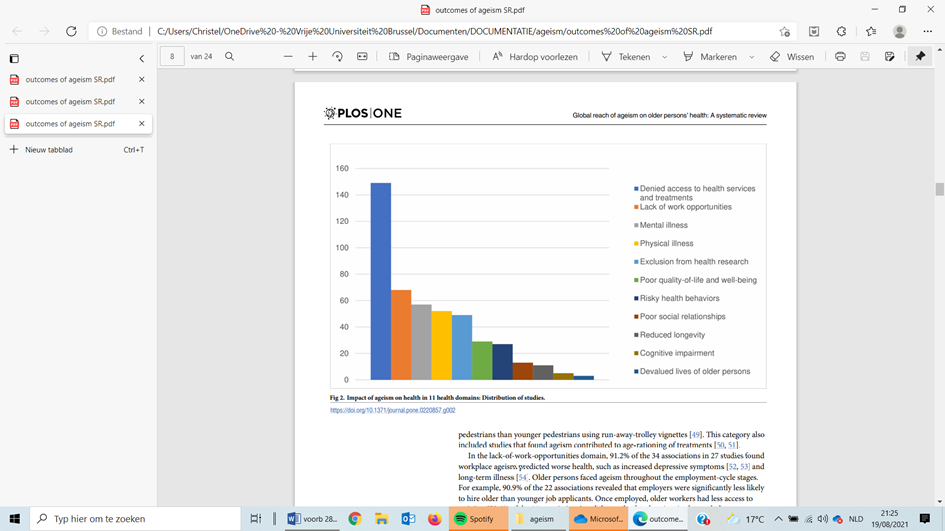 outcomes of ageism SR.pdf
Bestand
C:/Users/Christel/OneDrive%20-%20Vrije%20Universiteit%20Brussel/Documenten/DOCUMENTATIE/ageism/outcomes%20of%20ageism%20SR.pdf
8 van 24
Paginaweergave
Hardop voorlezen
Tekenen
Markeren
Wissen
outcomes of ageism SR.pdf
outcomes of ageism SR.pdf
outcomes of ageism SR.pdf
Nieuw tabblad Ctrl+T
PLOS ONE
Global reach of ageism on older persons' health: A systematic review
160
140
120
100
80
60
40
20
0
Denied access to health services
and treatments
Lack of work opportunities
Mental illness
Physical illness
Exclusion from health research
Poor quality-of-life and well-being
Risky health behaviors
Poor social relationships
Reduced longevity
Cognitive impairment
Devalued lives of older persons
Fig 2. Impact of ageism on health in 11 health domains: Distribution of studies.
https://doi.org/10.1371/journal.pone.0220857.g002
pedestrians than younger pedestrians using run-away-trolley vignettes [49]. This category also
included studies that found ageism contributed to age-rationing of treatments [50, 51].
In the lack-of-work-opportunities domain, 91.2% of the 34 associations in 27 studies found
workplace ageism, predicted worse health, such as increased depressive symptoms [52, 53] and
long-term illness [54]. Older persons faced ageism throughout the employment-cycle stages.
For example, 90.9% of the 22 associations revealed that employers were significantly less likely
to hire older than younger job applicants. Once employed, older workers had less access to
Typ hier om te zoeken
voorb 28...
Spotify
ageism
Microsof...
outcome...
17°C
NLD
21:25
19/08/2021